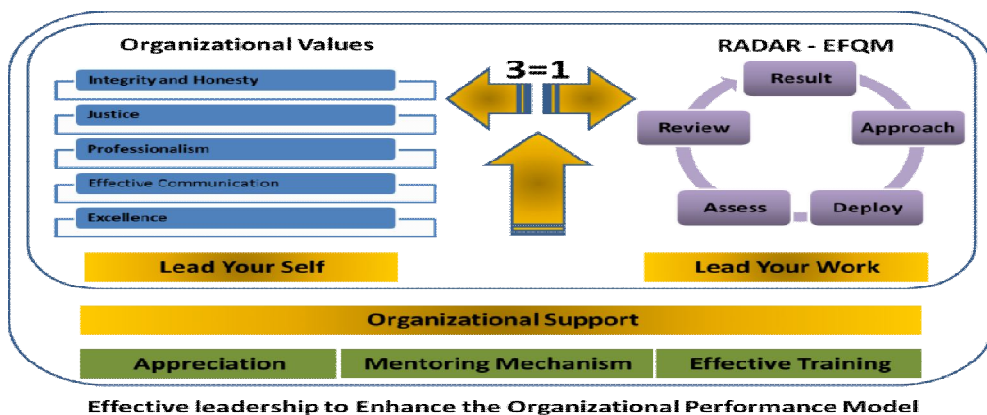 Organizational Values
Integrity and Honesty
Justice
Professionalism
Effective Communication
Excellence
Lead Your Self
3=1
RADAR - EFQM
Result
Approach
Deploy
Assess
Review
Lead Your Work
Organizational Support
Appreciation
Mentoring Mechanism
Effective Training
Effective leadership to Enhance the Organizational Performance Model